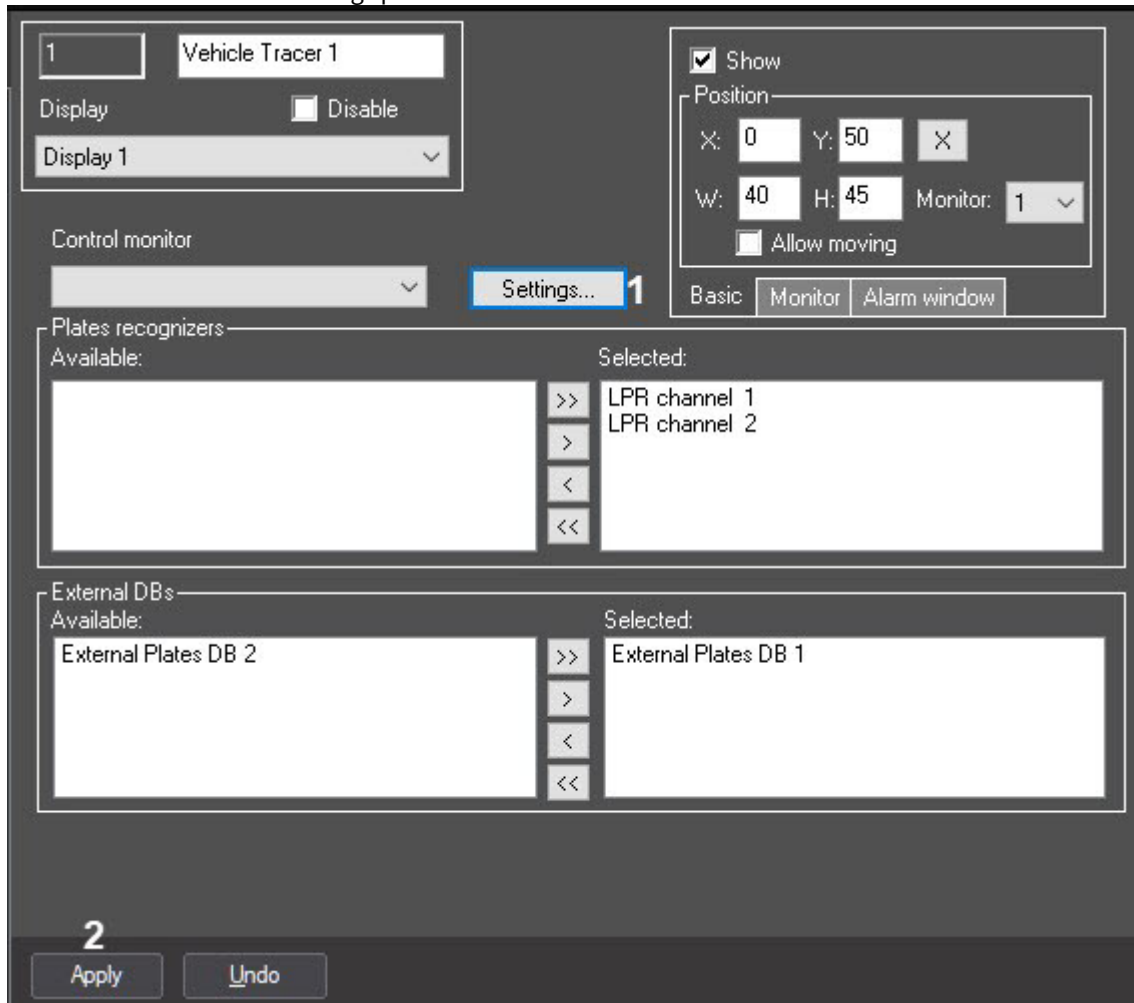 1 Vehicle Tracer 1
Display Disable
Display 1
Show
Position
X: 0 Y: 50 X
W: 40 H: 45 Monitor: 1
Allow moving
Basic Monitor Alarm window
Control monitor
Settings... 1
Plates recognizers
Available: Selected:
>> LPR channel 1
LPR channel 2
>
<
<<
External DBs
Available: Selected:
External Plates DB 2 >> External Plates DB 1
>
<
<<
2
Apply Undo